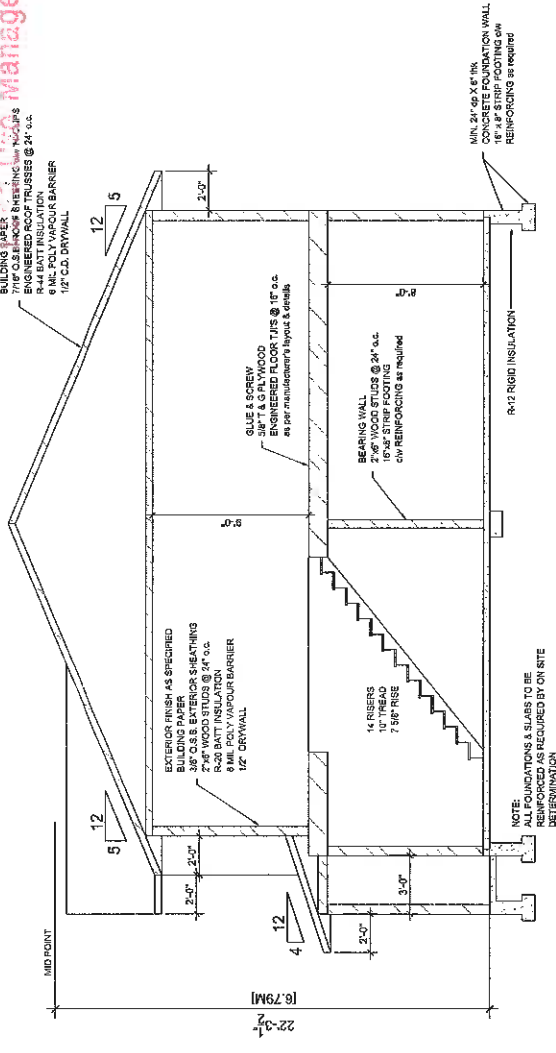 BUILDING PAPER
7/16" O.S.B. ROOF SHEETING c/w H CLIPS
ENGINEERED ROOF TRUSSES @ 24" o.c.
R-44 BATT INSULATION
6 MIL POLY VAPOUR BARRIER
1/2" C.D. DRYWALL
12
5
2'-0"
MID POINT
12
5
EXTERIOR FINISH AS SPECIFIED
BUILDING PAPER
3/8" O.S.B. EXTERIOR SHEATHING
2"x6" WOOD STUDS @ 24" o.c.
R-20 BATT INSULATION
6 MIL POLY VAPOUR BARRIER
1/2" DRYWALL
9'-0"
GLUE & SCREW
5/8" T & G PLYWOOD
ENGINEERED FLOOR TJI'S @ 16" o.c.
as per manufacturer's layout & details
2'-0"
2'-0"
12
4
2'-0"
3'-0"
14 RISERS
10" TREAD
7 5/8" RISE
BEARING WALL
2"x6" WOOD STUDS @ 24" o.c.
16"x8" STRIP FOOTING
c/w REINFORCING as required
8'-0"
22'-3 1/2"
[6.79M]
NOTE:
ALL FOUNDATIONS & SLABS TO BE
REINFORCED AS REQUIRED BY ON SITE
DETERMINATION
R-12 RIGID INSULATION
MIN. 24" dp X 8" thk
CONCRETE FOUNDATION WALL
16" x 8" STRIP FOOTING c/w
REINFORCING as required